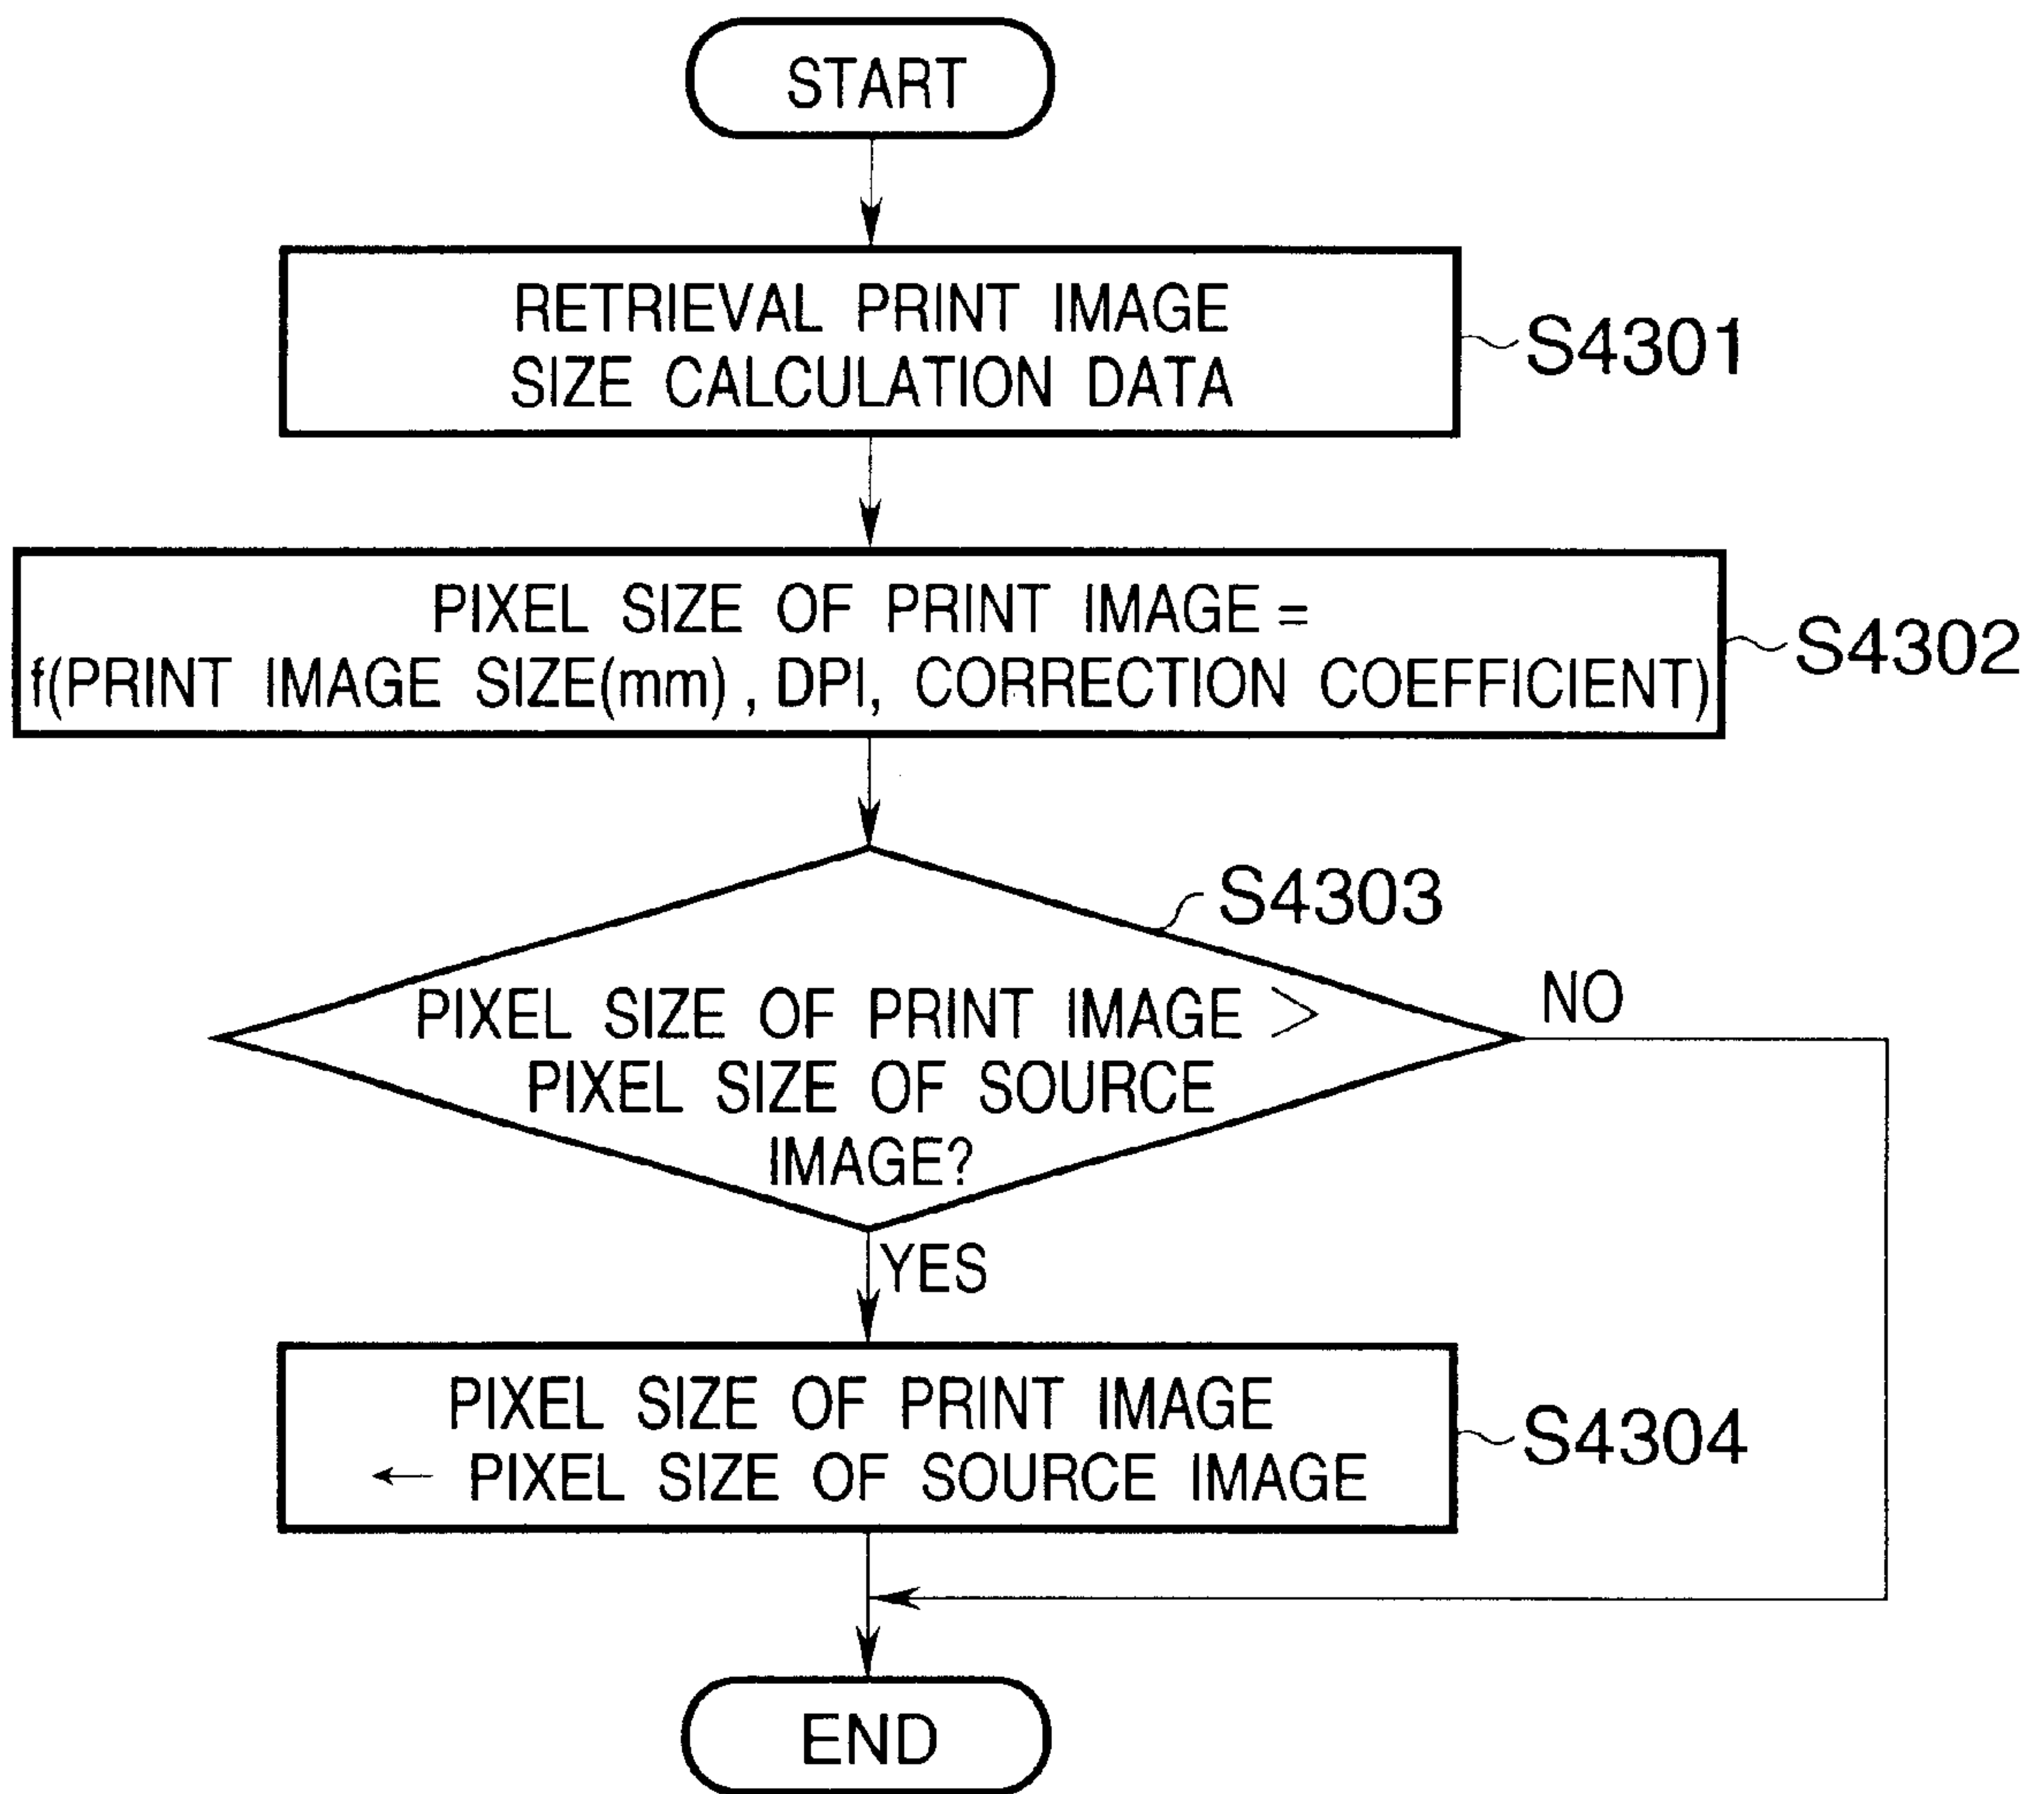 START
RETRIEVAL PRINT IMAGE
SIZE CALCULATION DATA
S4301
PIXEL SIZE OF PRINT IMAGE =
f(PRINT IMAGE SIZE(mm) , DPI, CORRECTION COEFFICIENT)
S4302
S4303
PIXEL SIZE OF PRINT IMAGE >
PIXEL SIZE OF SOURCE
IMAGE?
NO
YES
PIXEL SIZE OF PRINT IMAGE
← PIXEL SIZE OF SOURCE IMAGE
S4304
END